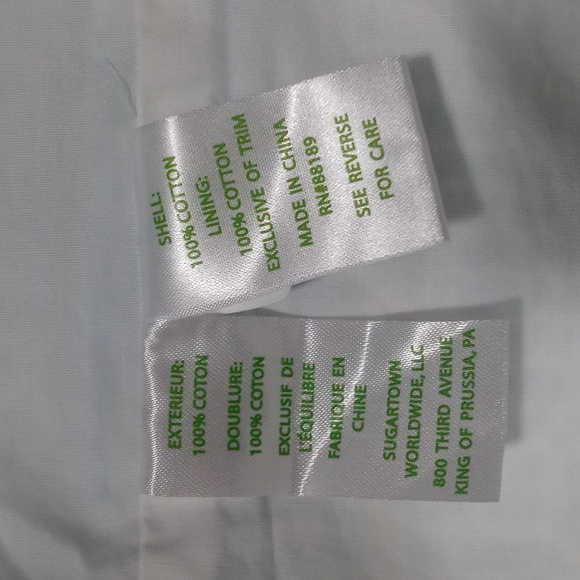 SHELL:
100% COTTON
LINING:
100% COTTON
EXCLUSIVE OF TRIM
MADE IN CHINA
RN#88189
SEE REVERSE
FOR CARE
EXTERIEUR:
100% COTON
DOUBLURE:
100% COTON
EXCLUSIF DE
L'ÉQUILIBRE
FABRIQUE EN
CHINE
SUGARTOWN
WORLDWIDE, LLC
800 THIRD AVENUE
KING OF PRUSSIA, PA